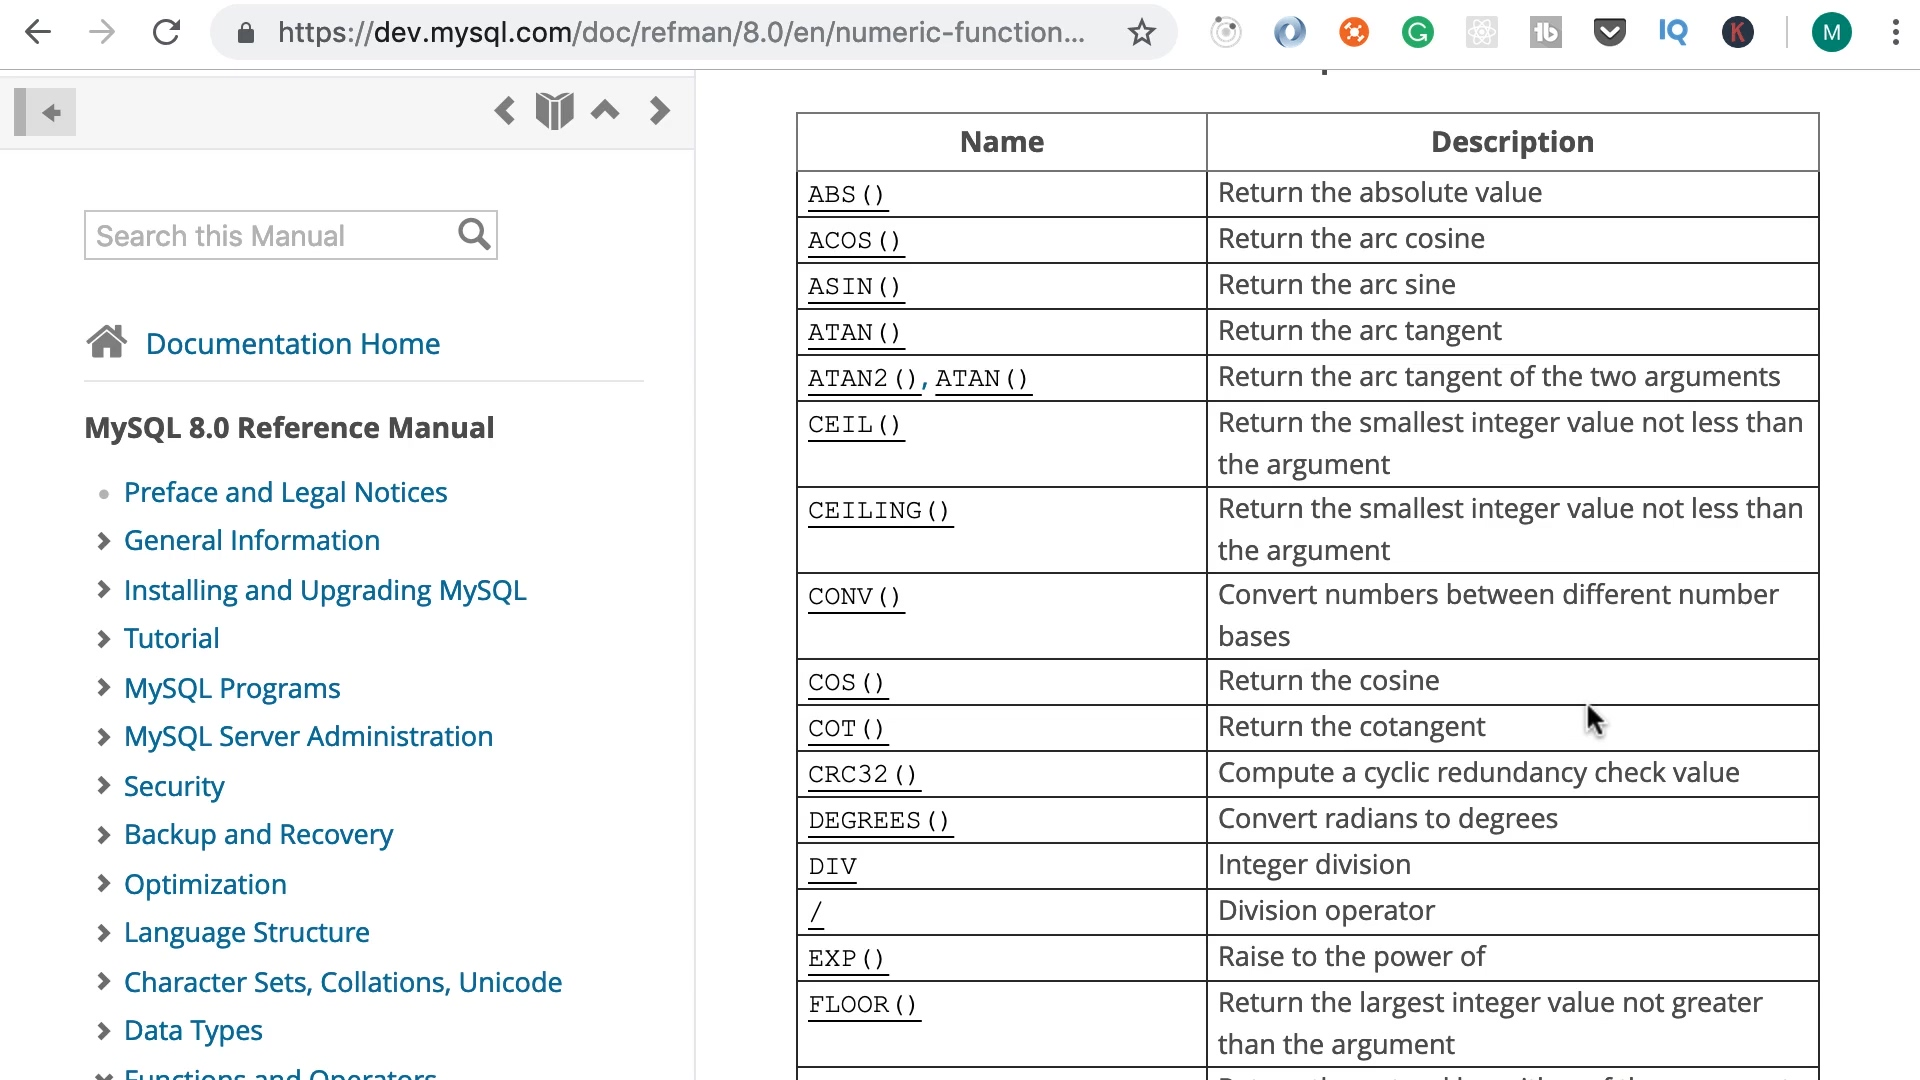 https://dev.mysql.com/doc/refman/8.0/en/numeric-function...
IQ
K
M
Search this Manual
Documentation Home
MySQL 8.0 Reference Manual
Preface and Legal Notices
General Information
Installing and Upgrading MySQL
Tutorial
MySQL Programs
MySQL Server Administration
Security
Backup and Recovery
Optimization
Language Structure
Character Sets, Collations, Unicode
Data Types
Functions and Operators
Name Description
ABS() Return the absolute value
ACOS() Return the arc cosine
ASIN() Return the arc sine
ATAN() Return the arc tangent
ATAN2(), ATAN() Return the arc tangent of the two arguments
CEIL() Return the smallest integer value not less than
the argument
CEILING() Return the smallest integer value not less than
the argument
CONV() Convert numbers between different number
bases
COS() Return the cosine
COT() Return the cotangent
CRC32() Compute a cyclic redundancy check value
DEGREES() Convert radians to degrees
DIV Integer division
/ Division operator
EXP() Raise to the power of
FLOOR() Return the largest integer value not greater
than the argument